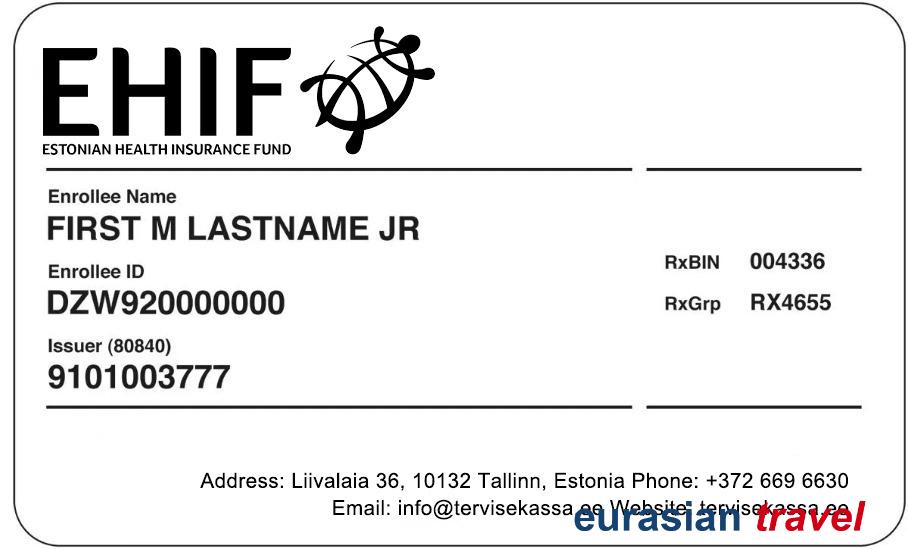 EHIF
ESTONIAN HEALTH INSURANCE FUND
Enrollee Name
FIRST M LASTNAME JR
Enrollee ID
DZW920000000
Issuer (80840)
9101003777
RxBIN 004336
RxGrp RX4655
Address: Liivalaia 36, 10132 Tallinn, Estonia Phone: +372 669 6630
Email: info@tervisekassa.ee Website: tervisekassa.ee
eurasian travel